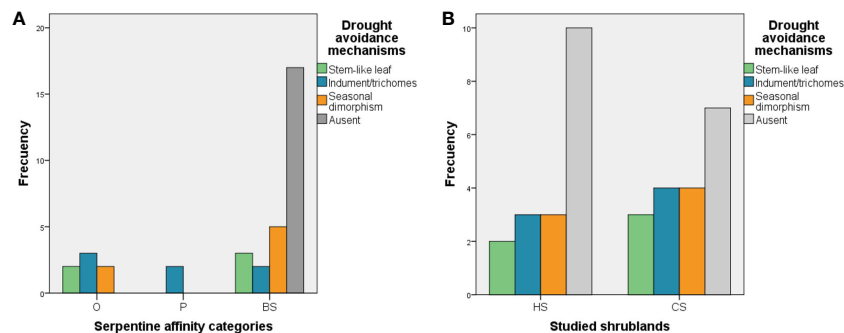 A
Frecuency
20
15
10
5
0
O
P
BS
Serpentine affinity categories
Drought
avoidance
mechanisms
Stem-like leaf
Indument/trichomes
Seasonal
dimorphism
Ausent
B
Frecuency
10
8
6
4
2
0
HS
CS
Studied shrublands
Drought
avoidance
mechanisms
Stem-like leaf
Indument/trichomes
Seasonal
dimorphism
Ausent